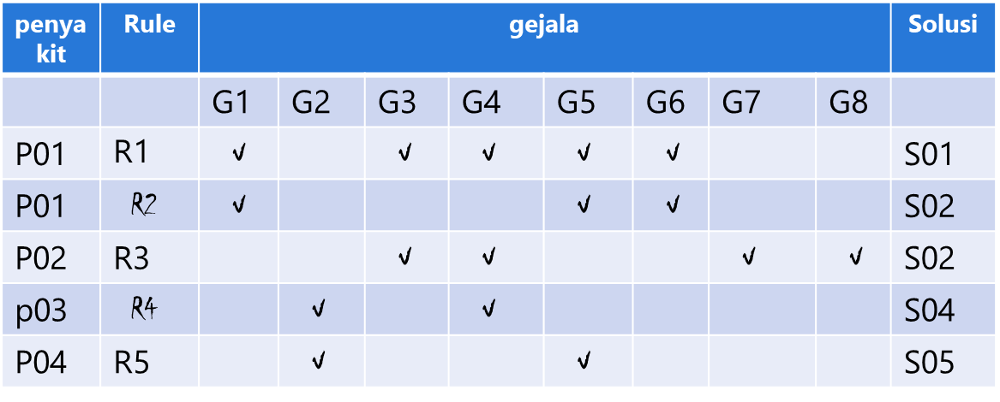 penya
kit Rule gejala Solusi
G1 G2 G3 G4 G5 G6 G7 G8
P01 R1 √ √ √ √ √ S01
P01 R2 √ √ √ S02
P02 R3 √ √ √ √ S02
p03 R4 √ √ S04
P04 R5 √ √ S05